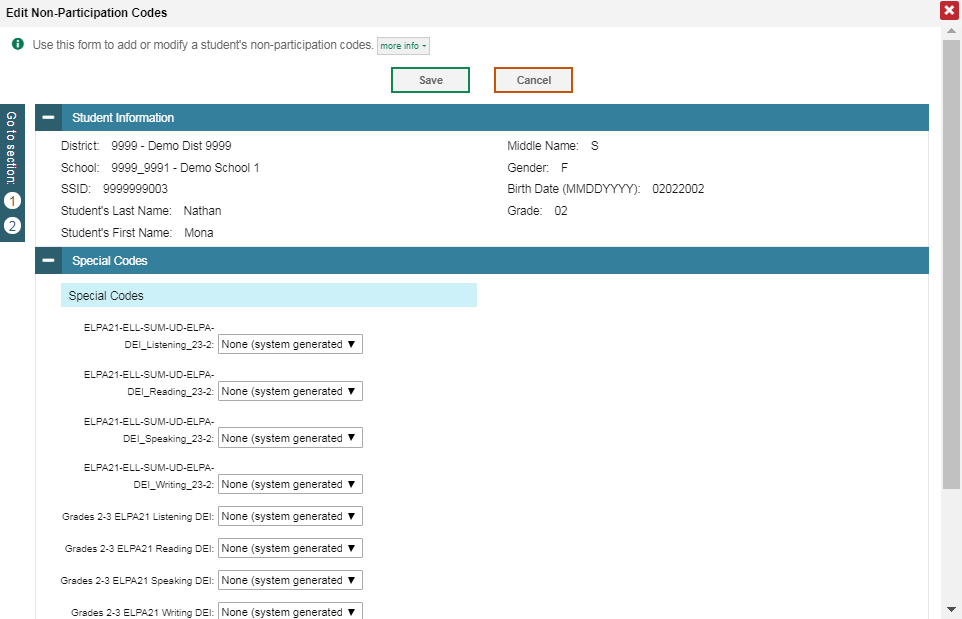 Edit Non-Participation Codes
Use this form to add or modify a student's non-participation codes. more info -
Save Cancel
Go to section:
1
2
Student Information
District: 9999 - Demo Dist 9999
School: 9999_9991 - Demo School 1
SSID: 9999999003
Student's Last Name: Nathan
Student's First Name: Mona
Middle Name: S
Gender: F
Birth Date (MMDDYYYY): 02022002
Grade: 02
Special Codes
Special Codes
ELPA21-ELL-SUM-UD-ELPA-
DEI_Listening_23-2: None (system generated
ELPA21-ELL-SUM-UD-ELPA-
DEI_Reading_23-2: None (system generated
ELPA21-ELL-SUM-UD-ELPA-
DEI_Speaking_23-2: None (system generated
ELPA21-ELL-SUM-UD-ELPA-
DEI_Writing_23-2: None (system generated
Grades 2-3 ELPA21 Listening DEI: None (system generated
Grades 2-3 ELPA21 Reading DEI: None (system generated
Grades 2-3 ELPA21 Speaking DEI: None (system generated
Grades 2-3 ELPA21 Writing DEI: None (system generated